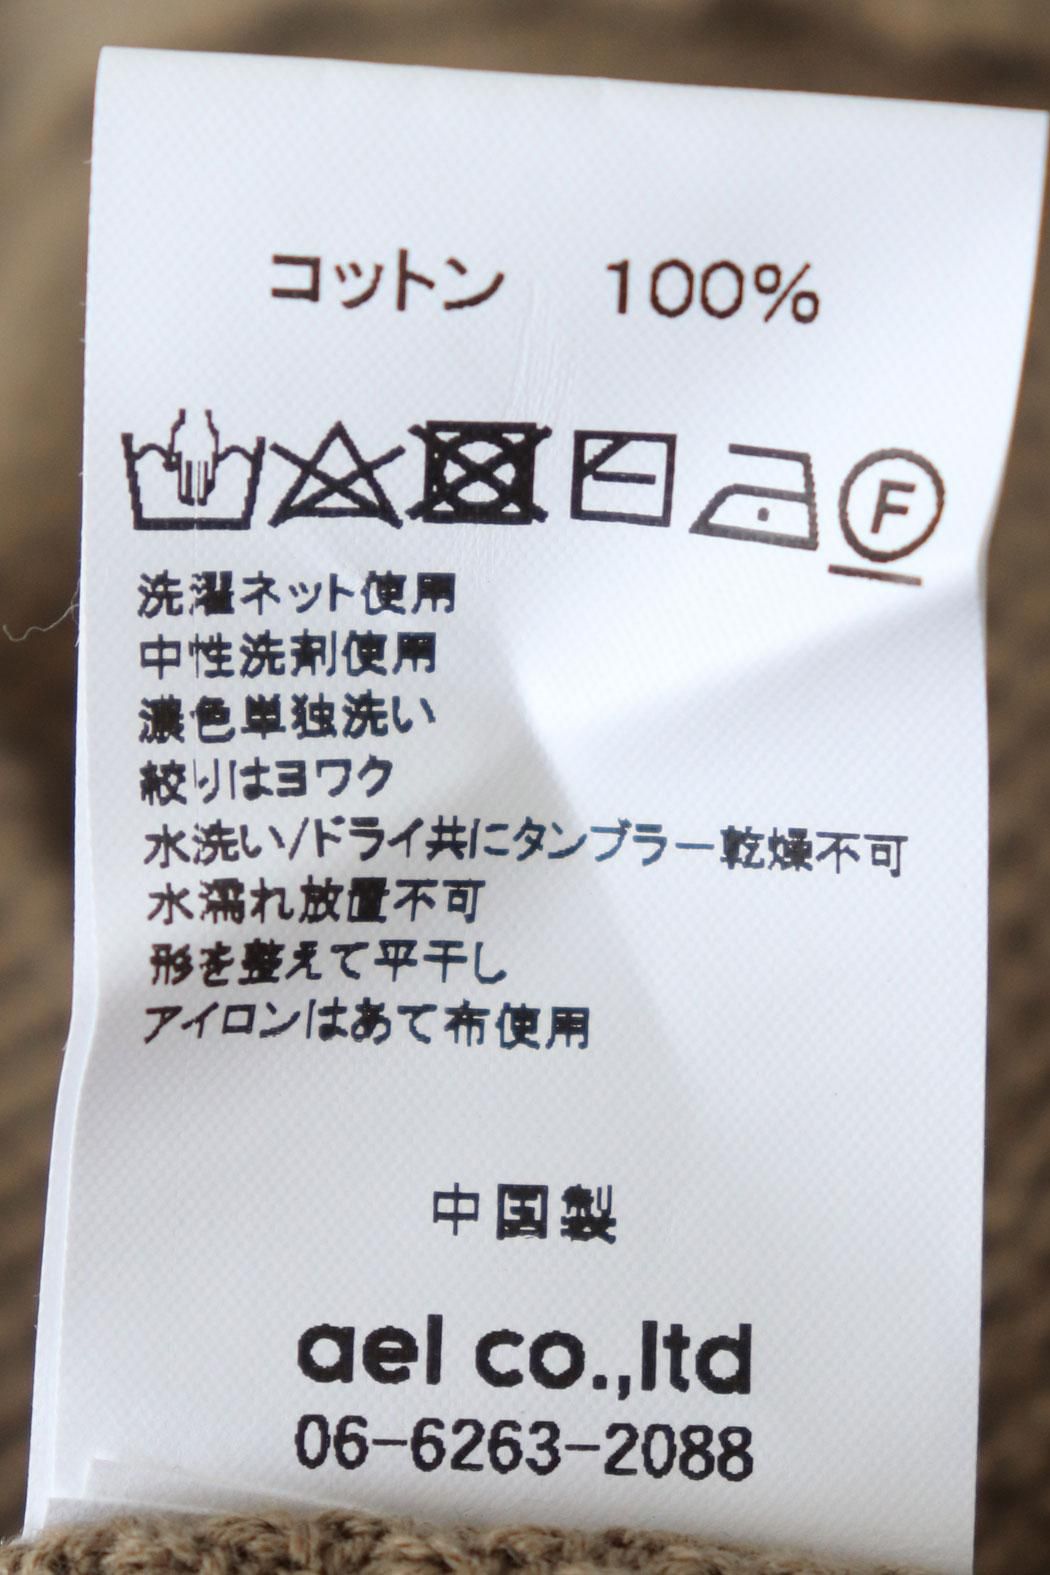 コットン 100%
F
洗濯ネット使用
中性洗剤使用
濃色単独洗い
絞りはヨワク
水洗い/ドライ共にタンブラー乾燥不可
水濡れ放置不可
形を整えて平干し
アイロンはあて布使用
中国製
ael co.,ltd
06-6263-2088